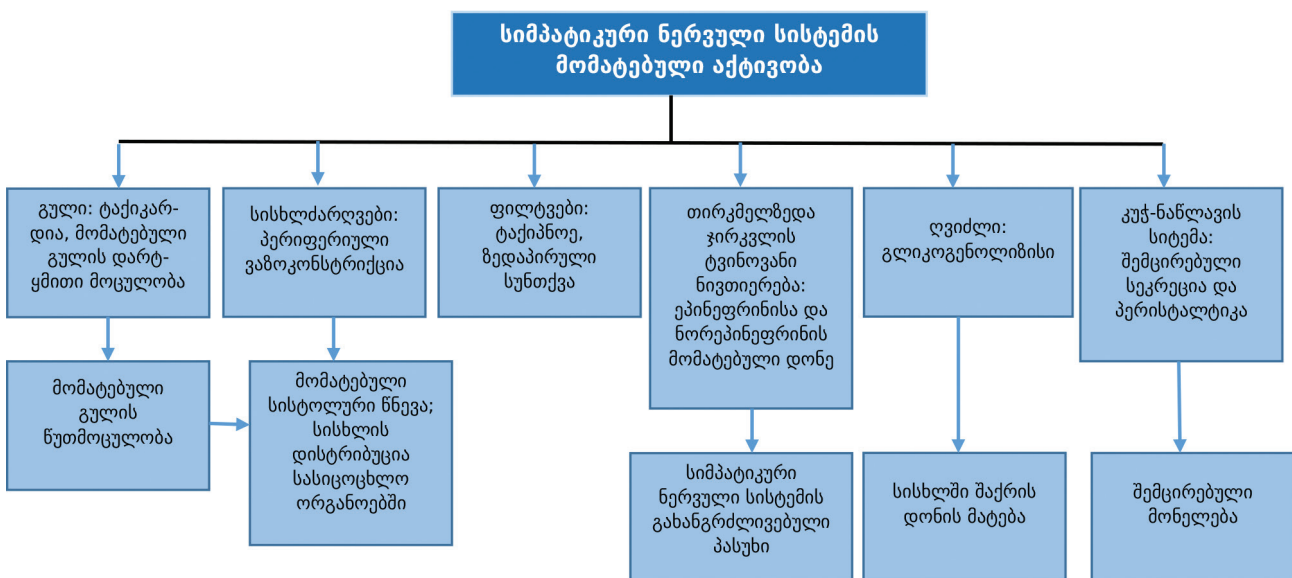 სიმპატიკური ნერვული სისტემის
მომატებული აქტივობა
გული: ტაქიკარ-
დია, მომატებული
გულის დარტ-
ყმითი მოცულობა
სისხლძარღვები:
პერიფერიული
ვაზოკონსტრიქცია
ფილტვები:
ტაქიპნოე,
ზედაპირული
სუნთქვა
თირკმელზედა
ჯირკვლის
ტვინოვანი
ნივთიერება:
ეპინეფრინისა და
ნორეპინეფრინის
მომატებული დონე
ღვიძლი:
გლიკოგენოლიზისი
კუჭ-ნაწლავის
სიტემა:
შემცირებული
სეკრეცია და
პერისტალტიკა
მომატებული
გულის
წუთმოცულობა
მომატებული
სისტოლური წნევა;
სისხლის
დისტრიბუცია
სასიცოცხლო
ორგანოებში
სიმპატიკური
ნერვული სისტემის
გახანგრძლივებული
პასუხი
სისხლში შაქრის
დონის მატება
შემცირებული
მონელება